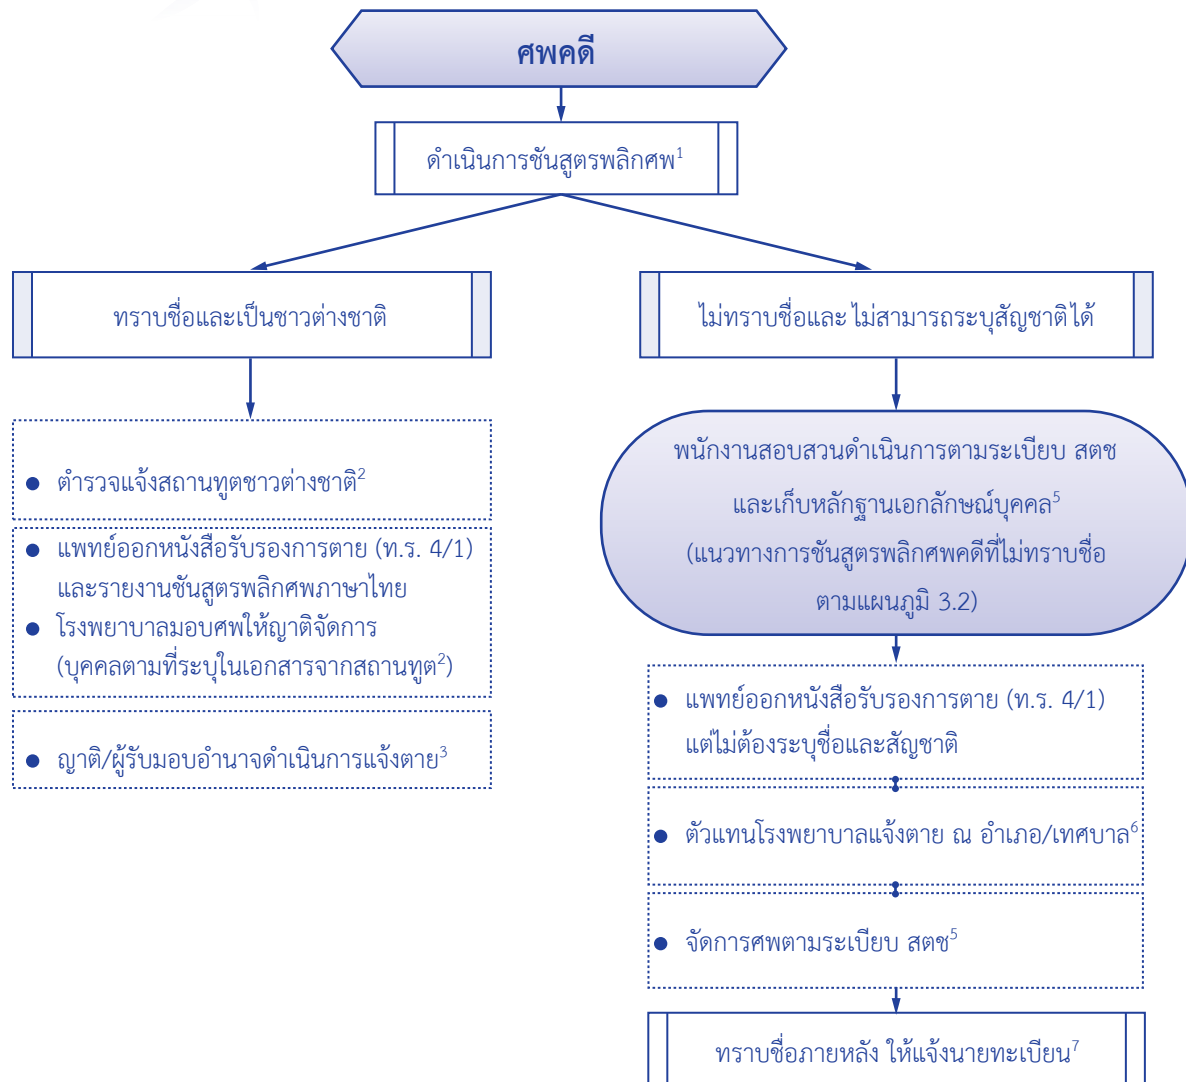 ศพคดี
ดำเนินการชันสูตรพลิกศพ1
ทราบชื่อและเป็นชาวต่างชาติ
● ตำรวจแจ้งสถานทูตชาวต่างชาติ2
● แพทย์ออกหนังสือรับรองการตาย (ท.ร. 4/1)
และรายงานชันสูตรพลิกศพภาษาไทย
● โรงพยาบาลมอบศพให้ญาติจัดการ
(บุคคลตามที่ระบุในเอกสารจากสถานทูต2)
● ญาติ/ผู้รับมอบอำนาจดำเนินการแจ้งตาย3
ไม่ทราบชื่อและ ไม่สามารถระบุสัญชาติได้
พนักงานสอบสวนดำเนินการตามระเบียบ สตช
และเก็บหลักฐานเอกลักษณ์บุคคล5
(แนวทางการชันสูตรพลิกศพคดีที่ไม่ทราบชื่อ
ตามแผนภูมิ 3.2)
● แพทย์ออกหนังสือรับรองการตาย (ท.ร. 4/1)
แต่ไม่ต้องระบุชื่อและสัญชาติ
● ตัวแทนโรงพยาบาลแจ้งตาย ณ อำเภอ/เทศบาล6
● จัดการศพตามระเบียบ สตช5
ทราบชื่อภายหลัง ให้แจ้งนายทะเบียน7